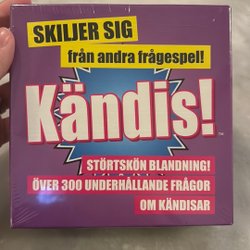 SKILJER SIG
från andra frågespel!
Kändis!
STÖRTSKÖN BLANDNING!
ÖVER 300 UNDERHÅLLANDE FRÅGOR
OM KÄNDISAR